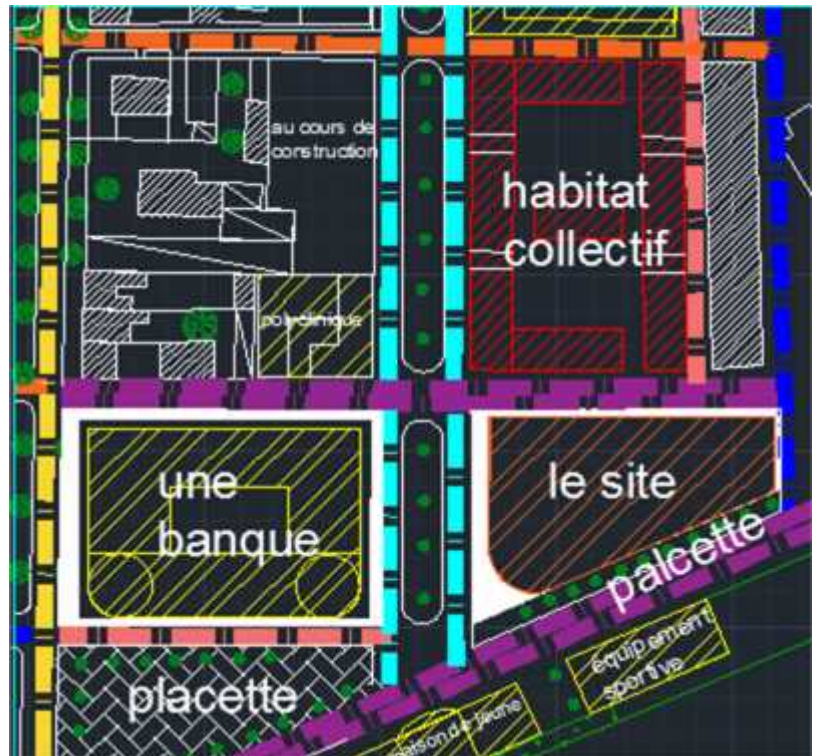 au cours de
construction
habitat
collectif
polyclinique
une
banque
le site
palcette
placette
equipement
sportive
maison de jeune